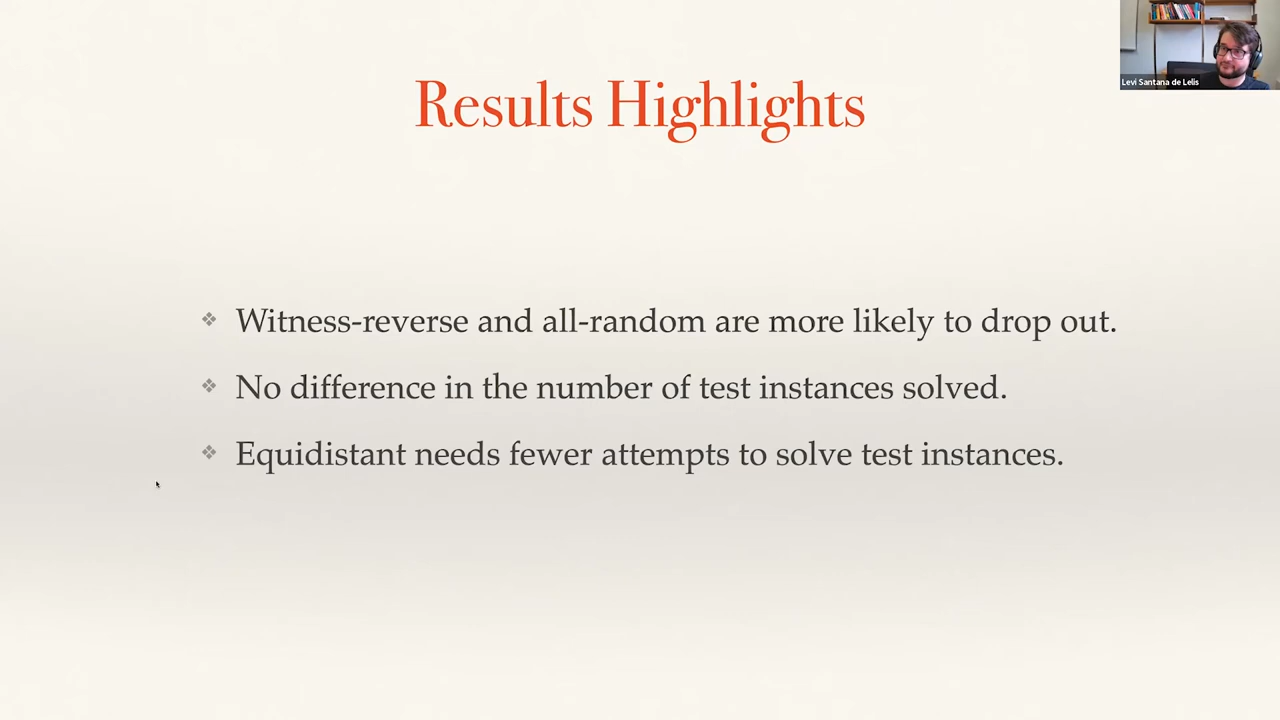 Levi Santana de Lelis
Results Highlights
Witness-reverse and all-random are more likely to drop out.
No difference in the number of test instances solved.
Equidistant needs fewer attempts to solve test instances.